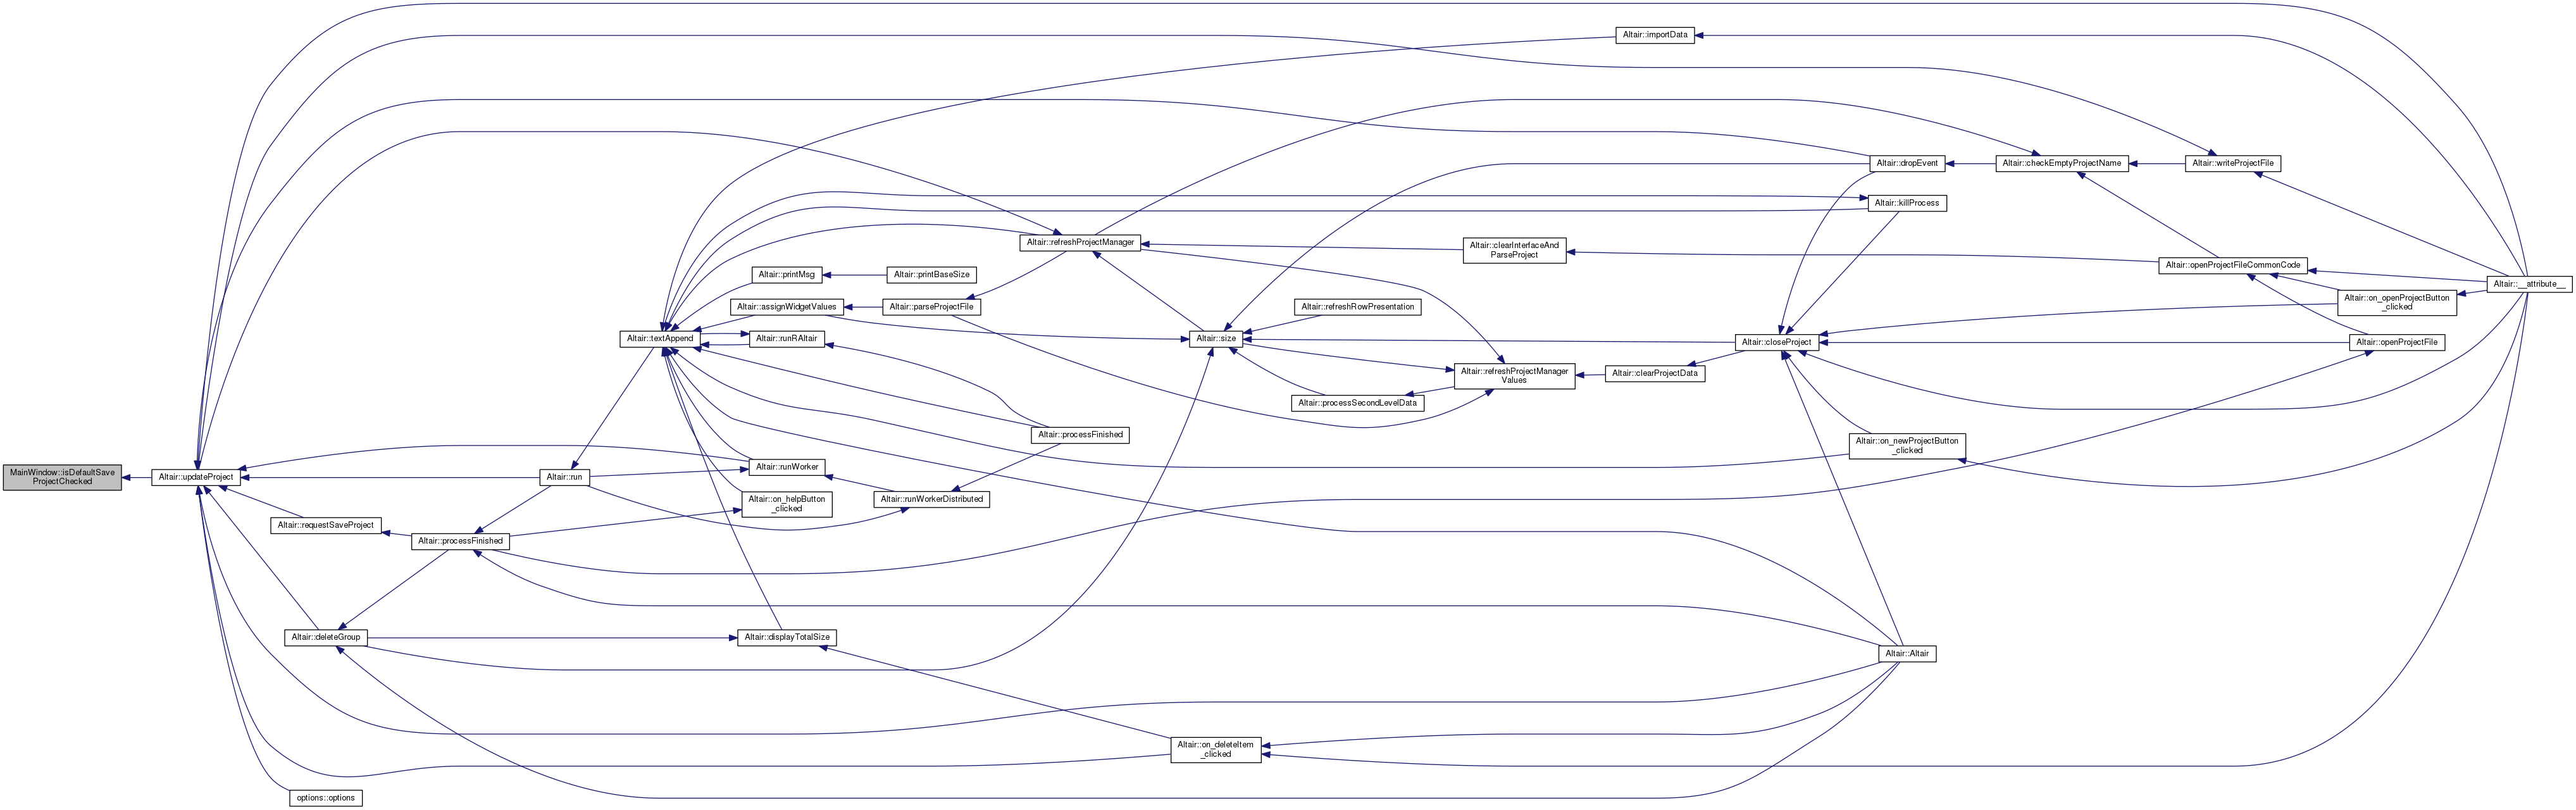 MainWindow::isDefaultSave
ProjectChecked
Altair::updateProject
Altair::requestSaveProject
Altair::deleteGroup
options::options
Altair::processFinished
Altair::run
Altair::textAppend
Altair::printMsg
Altair::assignWidgetValues
Altair::runRAltair
Altair::runWorker
Altair::on_helpButton
_clicked
Altair::displayTotalSize
Altair::printBaseSize
Altair::parseProjectFile
Altair::runWorkerDistributed
Altair::refreshProjectManager
Altair::processFinished
Altair::size
Altair::on_deleteItem
_clicked
Altair::refreshRowPresentation
Altair::processSecondLevelData
Altair::clearInterfaceAnd
ParseProject
Altair::refreshProjectManager
Values
Altair::importData
Altair::clearProjectData
Altair::closeProject
Altair::dropEvent
Altair::killProcess
Altair::on_newProjectButton
_clicked
Altair::Altair
Altair::checkEmptyProjectName
Altair::writeProjectFile
Altair::openProjectFileCommonCode
Altair::on_openProjectButton
_clicked
Altair::openProjectFile
Altair::__attribute__